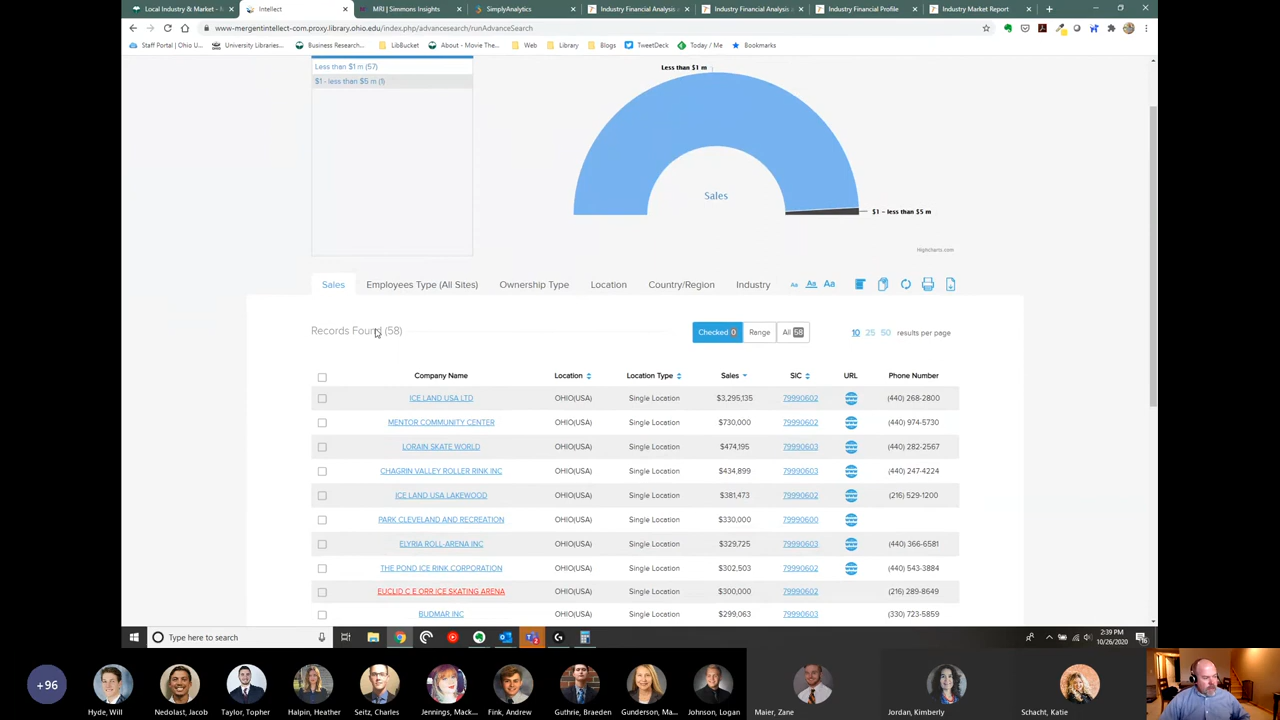 Local Industry & Market -
Intellect
MRI | Simmons Insights
SimplyAnalytics
Industry Financial Analysis
Industry Financial Analysis
Industry Financial Profile
Industry Market Report
www-mergentintellect-com.proxy.library.ohio.edu/index.php/advancesearch/runAdvanceSearch
Staff Portal | Ohio U...
University Libraries...
Business Research...
LibBucket
About - Movie The...
Web
Library
Blogs
TweetDeck
Today / Me
Bookmarks
Less than $1 m (57)
$1 - less than $5 m (1)
Less than $1 m
Sales
$1 - less than $5 m
Highcharts.com
Sales
Employees Type (All Sites)
Ownership Type
Location
Country/Region
Industry
Aa
Aa
Aa
Records Found (58)
Checked 0
Range
All 58
10 25 50 results per page
Company Name Location Location Type Sales SIC URL Phone Number
ICE LAND USA LTD OHIO(USA) Single Location $3,295,135 79990602 (440) 268-2800
MENTOR COMMUNITY CENTER OHIO(USA) Single Location $730,000 79990602 (440) 974-5730
LORAIN SKATE WORLD OHIO(USA) Single Location $474,195 79990603 (440) 282-2567
CHAGRIN VALLEY ROLLER RINK INC OHIO(USA) Single Location $434,899 79990603 (440) 247-4224
ICE LAND USA LAKEWOOD OHIO(USA) Single Location $381,473 79990602 (216) 529-1200
PARK CLEVELAND AND RECREATION OHIO(USA) Single Location $330,000 79990600
ELYRIA ROLL-ARENA INC OHIO(USA) Single Location $329,725 79990603 (440) 366-6581
THE POND ICE RINK CORPORATION OHIO(USA) Single Location $302,503 79990602 (440) 543-3884
EUCLID C E ORR ICE SKATING ARENA OHIO(USA) Single Location $300,000 79990602 (216) 289-8649
BUDMAR INC OHIO(USA) Single Location $299,063 79990603 (330) 723-5859
Type here to search
2:39 PM
10/26/2020
+96
Hyde, Will
Nedolast, Jacob
Taylor, Topher
Halpin, Heather
Seitz, Charles
Jennings, Mack...
Fink, Andrew
Guthrie, Braeden
Gunderson, Ma...
Johnson, Logan
Maier, Zane
Jordan, Kimberly
Schacht, Katie